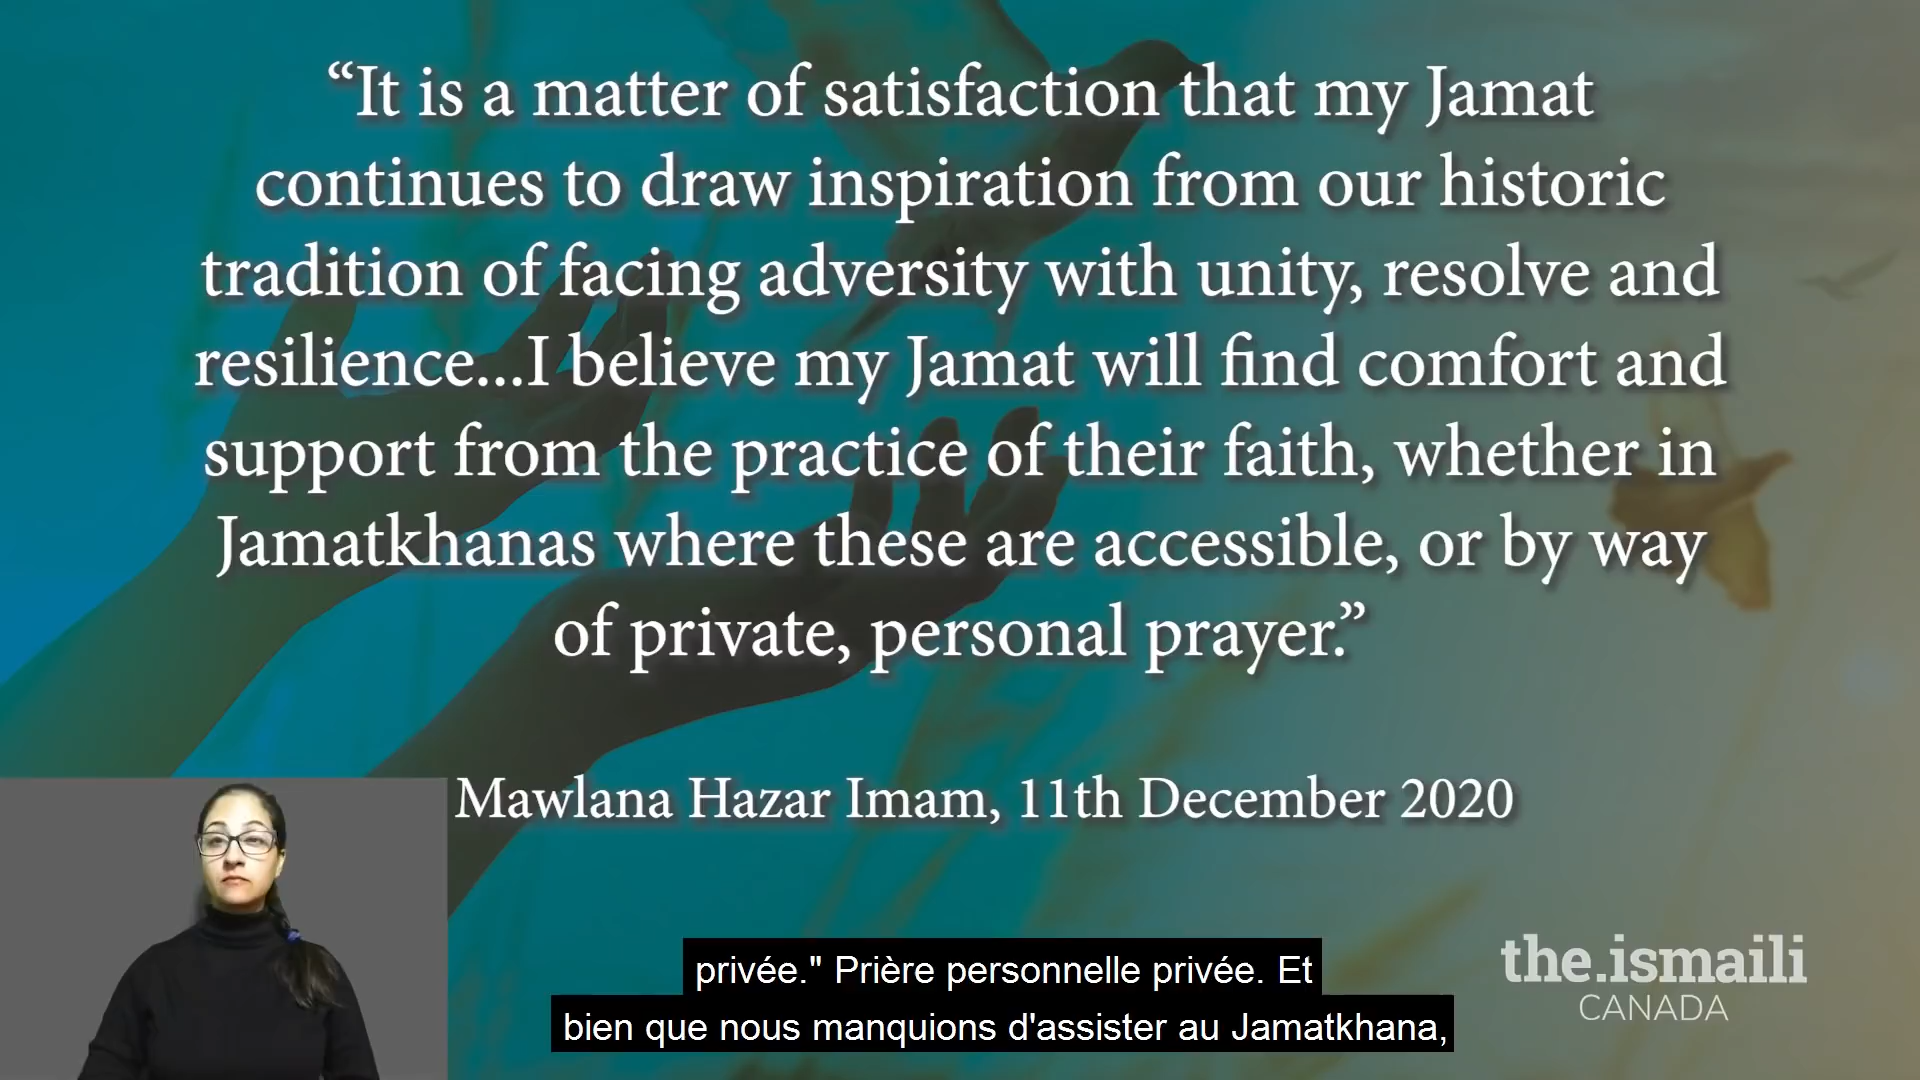 “It is a matter of satisfaction that my Jamat
continues to draw inspiration from our historic
tradition of facing adversity with unity, resolve and
resilience...I believe my Jamat will find comfort and
support from the practice of their faith, whether in
Jamatkhanas where these are accessible, or by way
of private, personal prayer.”
Mawlana Hazar Imam, 11th December 2020
privée." Prière personnelle privée. Et
bien que nous manquions d'assister au Jamatkhana,
the.ismaili
CANADA